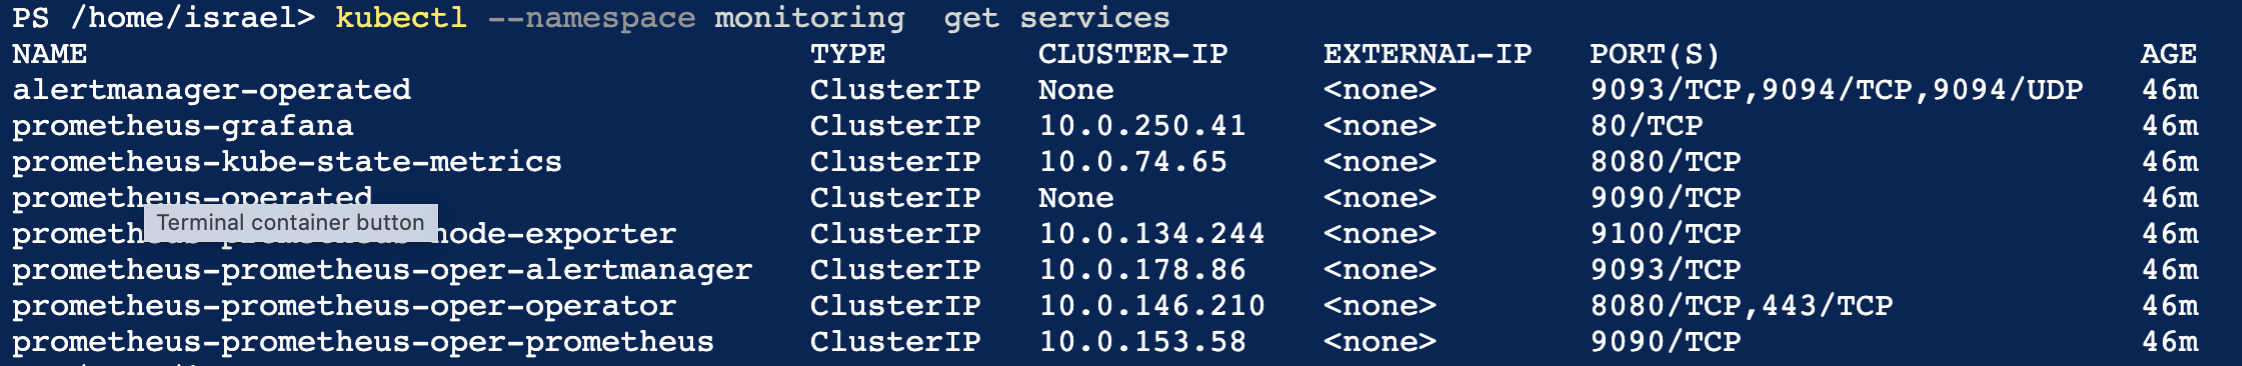 PS /home/israel> kubectl --namespace monitoring  get services
NAME TYPE CLUSTER-IP EXTERNAL-IP PORT(S) AGE
alertmanager-operated ClusterIP None <none> 9093/TCP,9094/TCP,9094/UDP 46m
prometheus-grafana ClusterIP 10.0.250.41 <none> 80/TCP 46m
prometheus-kube-state-metrics ClusterIP 10.0.74.65 <none> 8080/TCP 46m
prometheus-operated ClusterIP None <none> 9090/TCP 46m
Terminal container button
prometheus-prometheus-node-exporter ClusterIP 10.0.134.244 <none> 9100/TCP 46m
prometheus-prometheus-oper-alertmanager ClusterIP 10.0.178.86 <none> 9093/TCP 46m
prometheus-prometheus-oper-operator ClusterIP 10.0.146.210 <none> 8080/TCP,443/TCP 46m
prometheus-prometheus-oper-prometheus ClusterIP 10.0.153.58 <none> 9090/TCP 46m